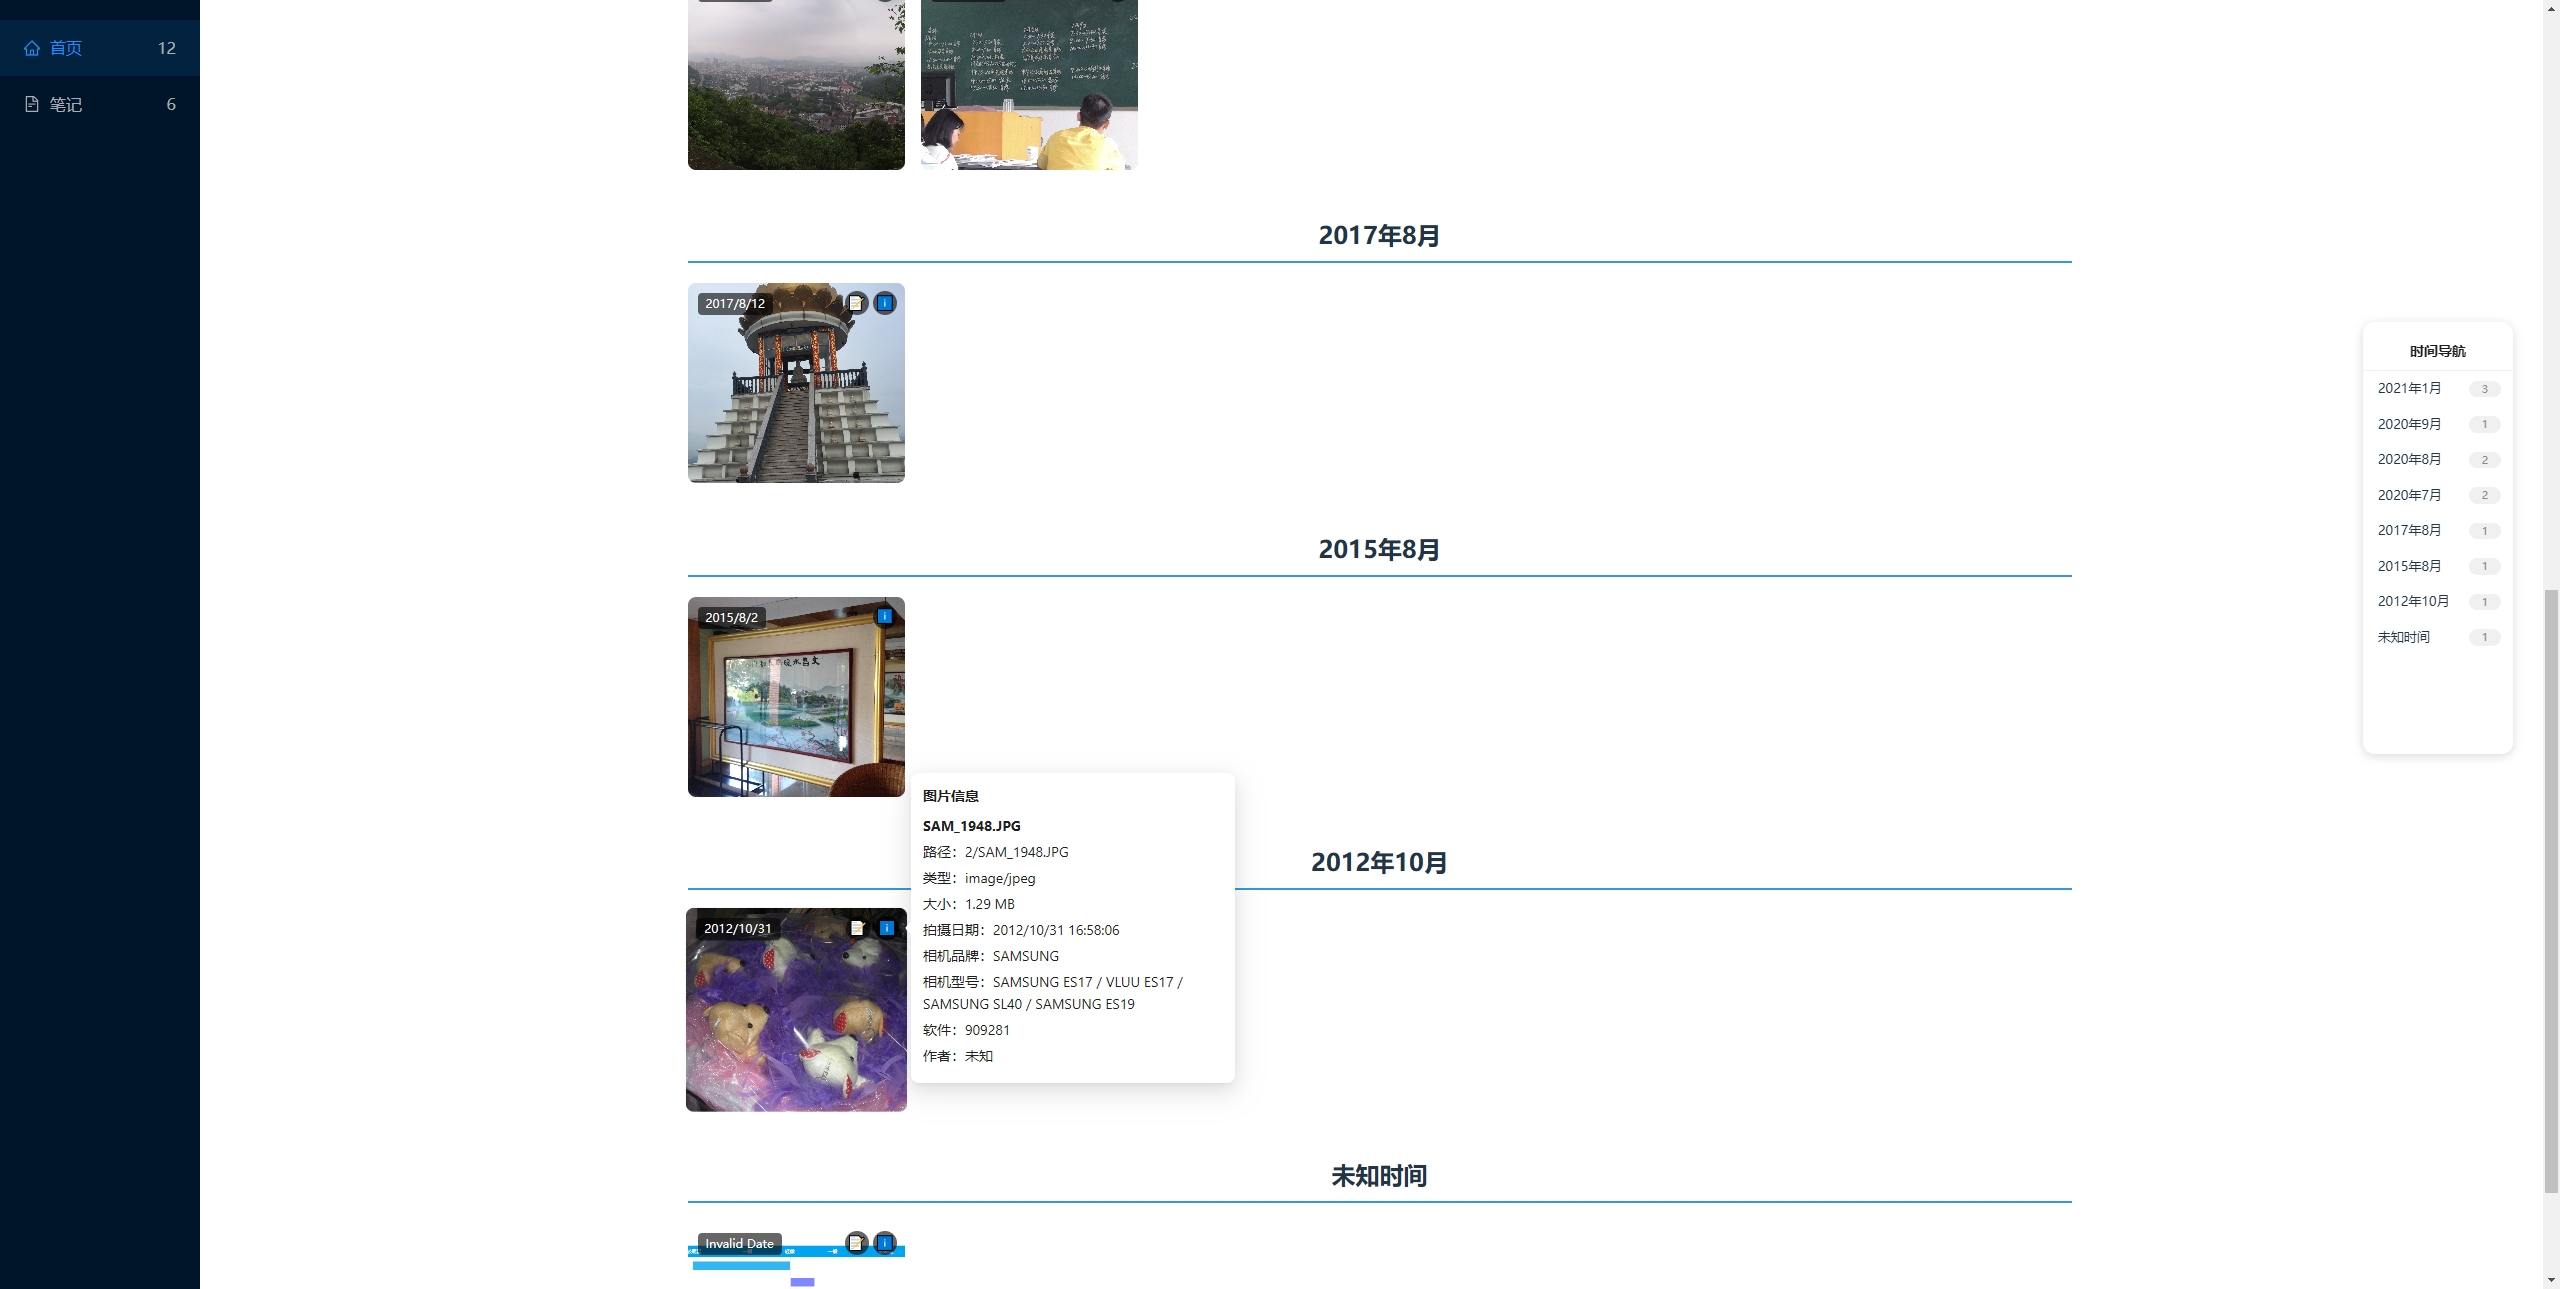 首页 12
笔记 6
2017年8月
2017/8/12
2015年8月
2015/8/2
2012年10月
2012/10/31
图片信息
SAM_1948.JPG
路径：2/SAM_1948.JPG
类型：image/jpeg
大小：1.29 MB
拍摄日期：2012/10/31 16:58:06
相机品牌：SAMSUNG
相机型号：SAMSUNG ES17 / VLUU ES17 /
SAMSUNG SL40 / SAMSUNG ES19
软件：909281
作者：未知
未知时间
Invalid Date
时间导航
2021年1月 3
2020年9月 1
2020年8月 2
2020年7月 2
2017年8月 1
2015年8月 1
2012年10月 1
未知时间 1